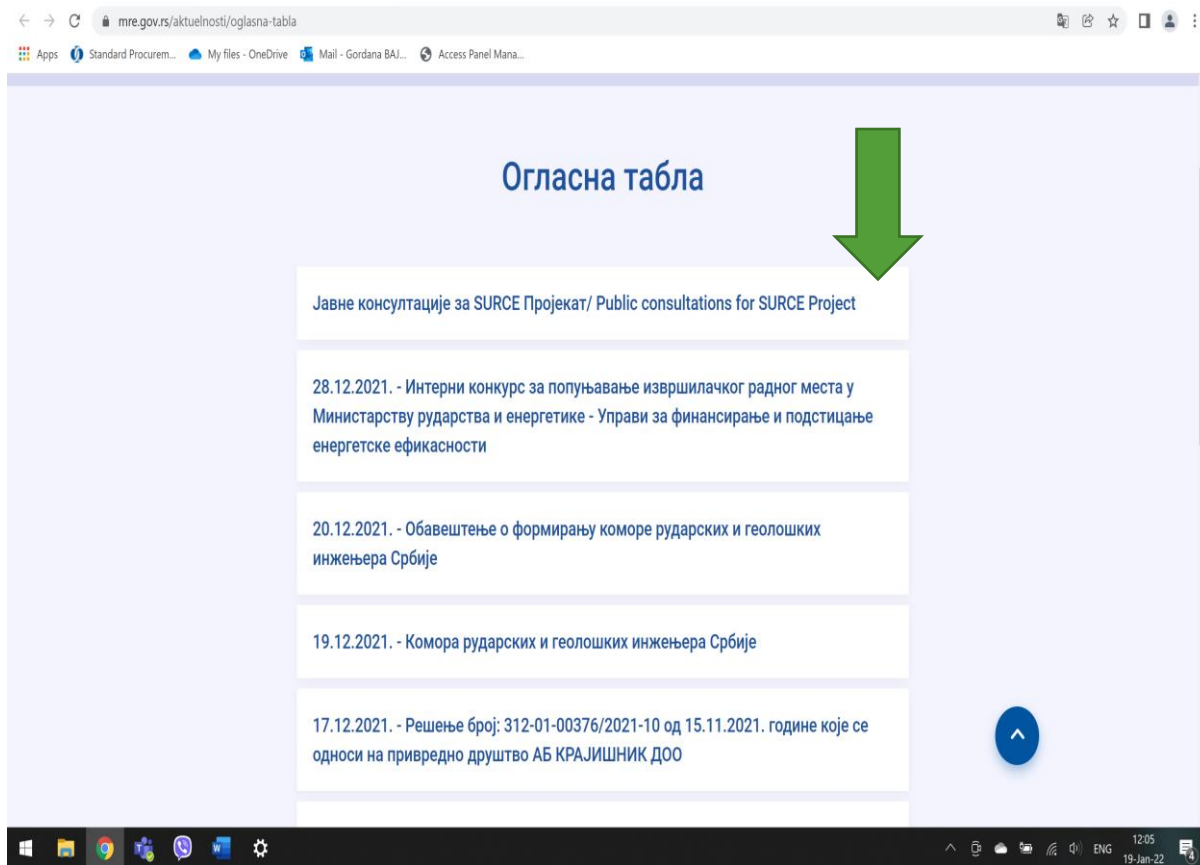 mre.gov.rs/aktuelnosti/oglasna-tabla
Apps Standard Procurem... My files - OneDrive Mail - Gordana BAJ... Access Panel Mana...
Огласна табла
Јавне консултације за SURCE Пројекат/ Public consultations for SURCE Project
28.12.2021. - Интерни конкурс за попуњавање извршилачког радног места у
Министарству рударства и енергетике - Управи за финансирање и подстицање
енергетске ефикасности
20.12.2021. - Обавештење о формирању коморе рударских и геолошких
инжењера Србије
19.12.2021. - Комора рударских и геолошких инжењера Србије
17.12.2021. - Решење број: 312-01-00376/2021-10 од 15.11.2021. године које се
односи на привредно друштво АБ КРАЈИШНИК ДОО
ENG 12:05
19-Jan-22